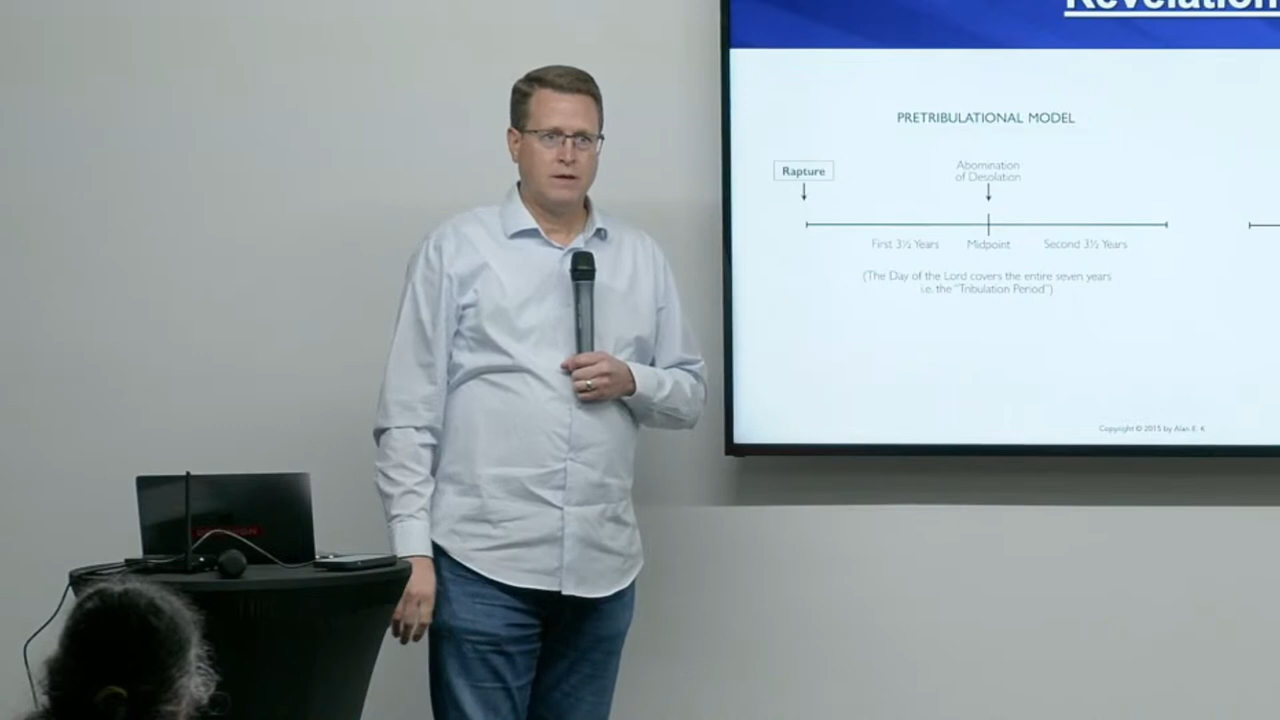 Revelation
PRETRIBULATIONAL MODEL
Rapture
Abomination
of Desolation
First 3½ Years
Midpoint
Second 3½ Years
(The Day of the Lord covers the entire seven years
i.e. the "Tribulation Period")
Copyright © 2015 by Alan E. K